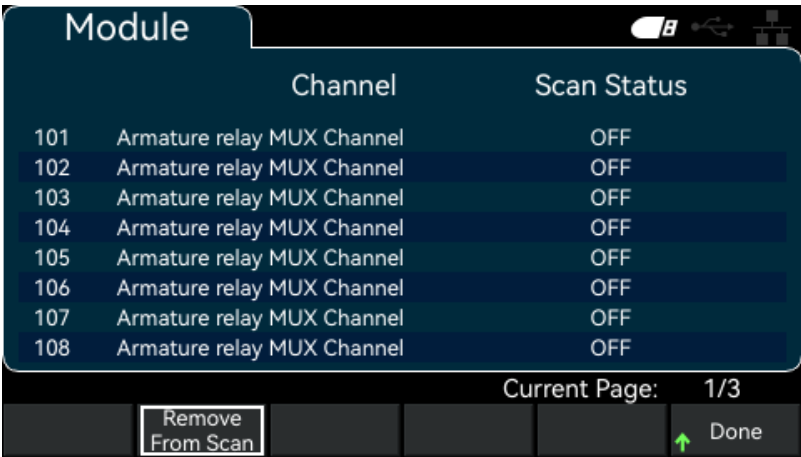 Module
Channel Scan Status
101 Armature relay MUX Channel OFF
102 Armature relay MUX Channel OFF
103 Armature relay MUX Channel OFF
104 Armature relay MUX Channel OFF
105 Armature relay MUX Channel OFF
106 Armature relay MUX Channel OFF
107 Armature relay MUX Channel OFF
108 Armature relay MUX Channel OFF
Current Page: 1/3
Remove
From Scan
Done